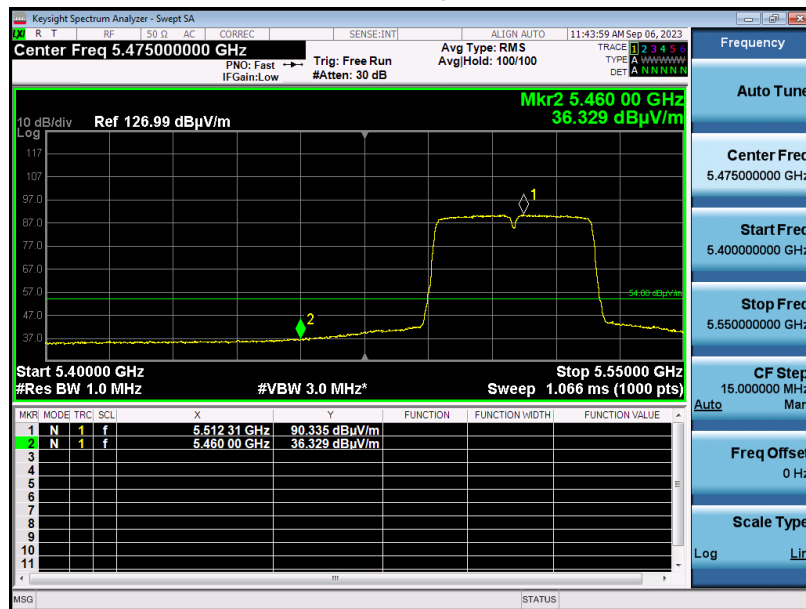 Keysight Spectrum Analyzer - Swept SA
LXI R T RF 50 Ω AC CORREC SENSE:INT ALIGN AUTO 11:43:59 AM Sep 06, 2023
Center Freq 5.475000000 GHz
PNO: Fast
IFGain:Low
Trig: Free Run
#Atten: 30 dB
Avg Type: RMS
Avg|Hold: 100/100
TRACE 1 2 3 4 5 6
TYPE A WWWWW
DET A N N N N N
Mkr2 5.460 00 GHz
36.329 dBµV/m
10 dB/div Ref 126.99 dBµV/m
Log
117
107
97.0
87.0
77.0
67.0
57.0
47.0
37.0
1
2
54.00 dBµV/m
Start 5.40000 GHz Stop 5.55000 GHz
#Res BW 1.0 MHz #VBW 3.0 MHz* Sweep 1.066 ms (1000 pts)
MKR MODE TRC SCL X Y FUNCTION FUNCTION WIDTH FUNCTION VALUE
1 N 1 f 5.512 31 GHz 90.335 dBµV/m
2 N 1 f 5.460 00 GHz 36.329 dBµV/m
3
4
5
6
7
8
9
10
11
MSG STATUS
Frequency
Auto Tune
Center Freq
5.475000000 GHz
Start Freq
5.400000000 GHz
Stop Freq
5.550000000 GHz
CF Step
15.000000 MHz
Auto Man
Freq Offset
0 Hz
Scale Type
Log Lin